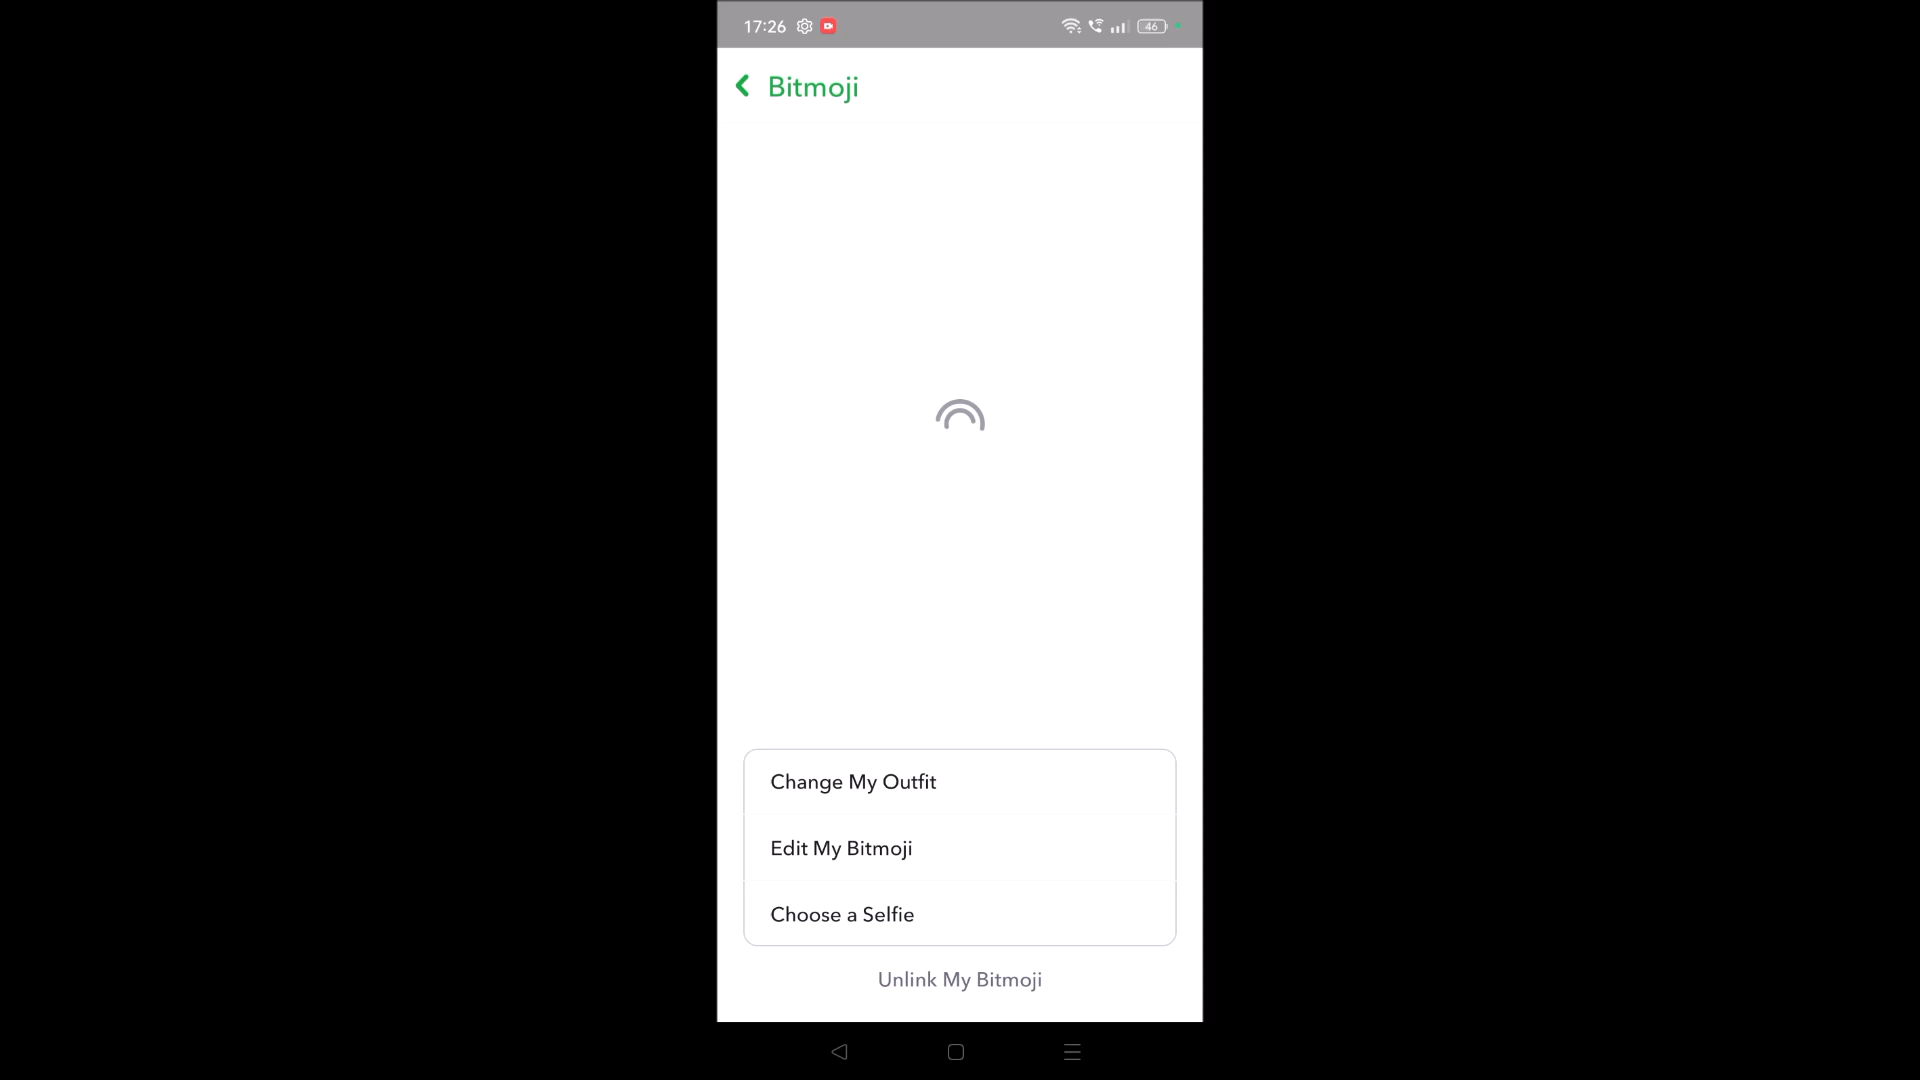 17:26
46
Bitmoji
Change My Outfit
Edit My Bitmoji
Choose a Selfie
Unlink My Bitmoji